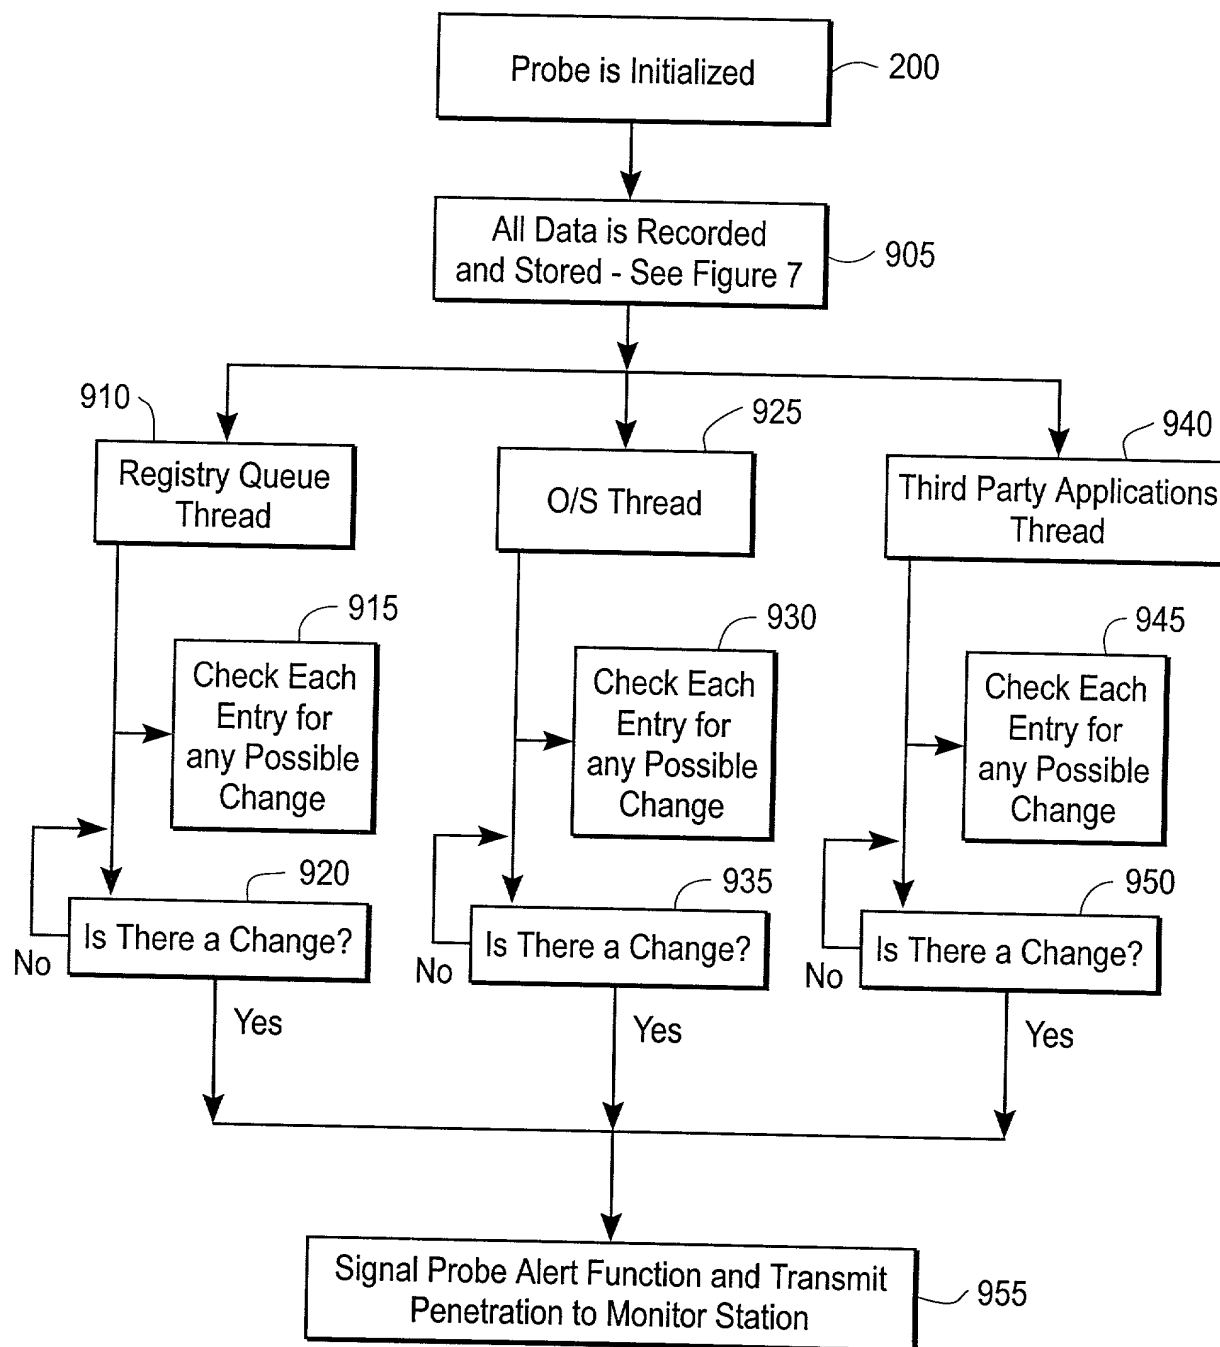 Probe is Initialized
200
All Data is Recorded
and Stored - See Figure 7
905
910
Registry Queue
Thread
925
O/S Thread
940
Third Party Applications
Thread
915
Check Each
Entry for
any Possible
Change
930
Check Each
Entry for
any Possible
Change
945
Check Each
Entry for
any Possible
Change
920
Is There a Change?
No
Yes
935
Is There a Change?
No
Yes
950
Is There a Change?
No
Yes
Signal Probe Alert Function and Transmit
Penetration to Monitor Station
955